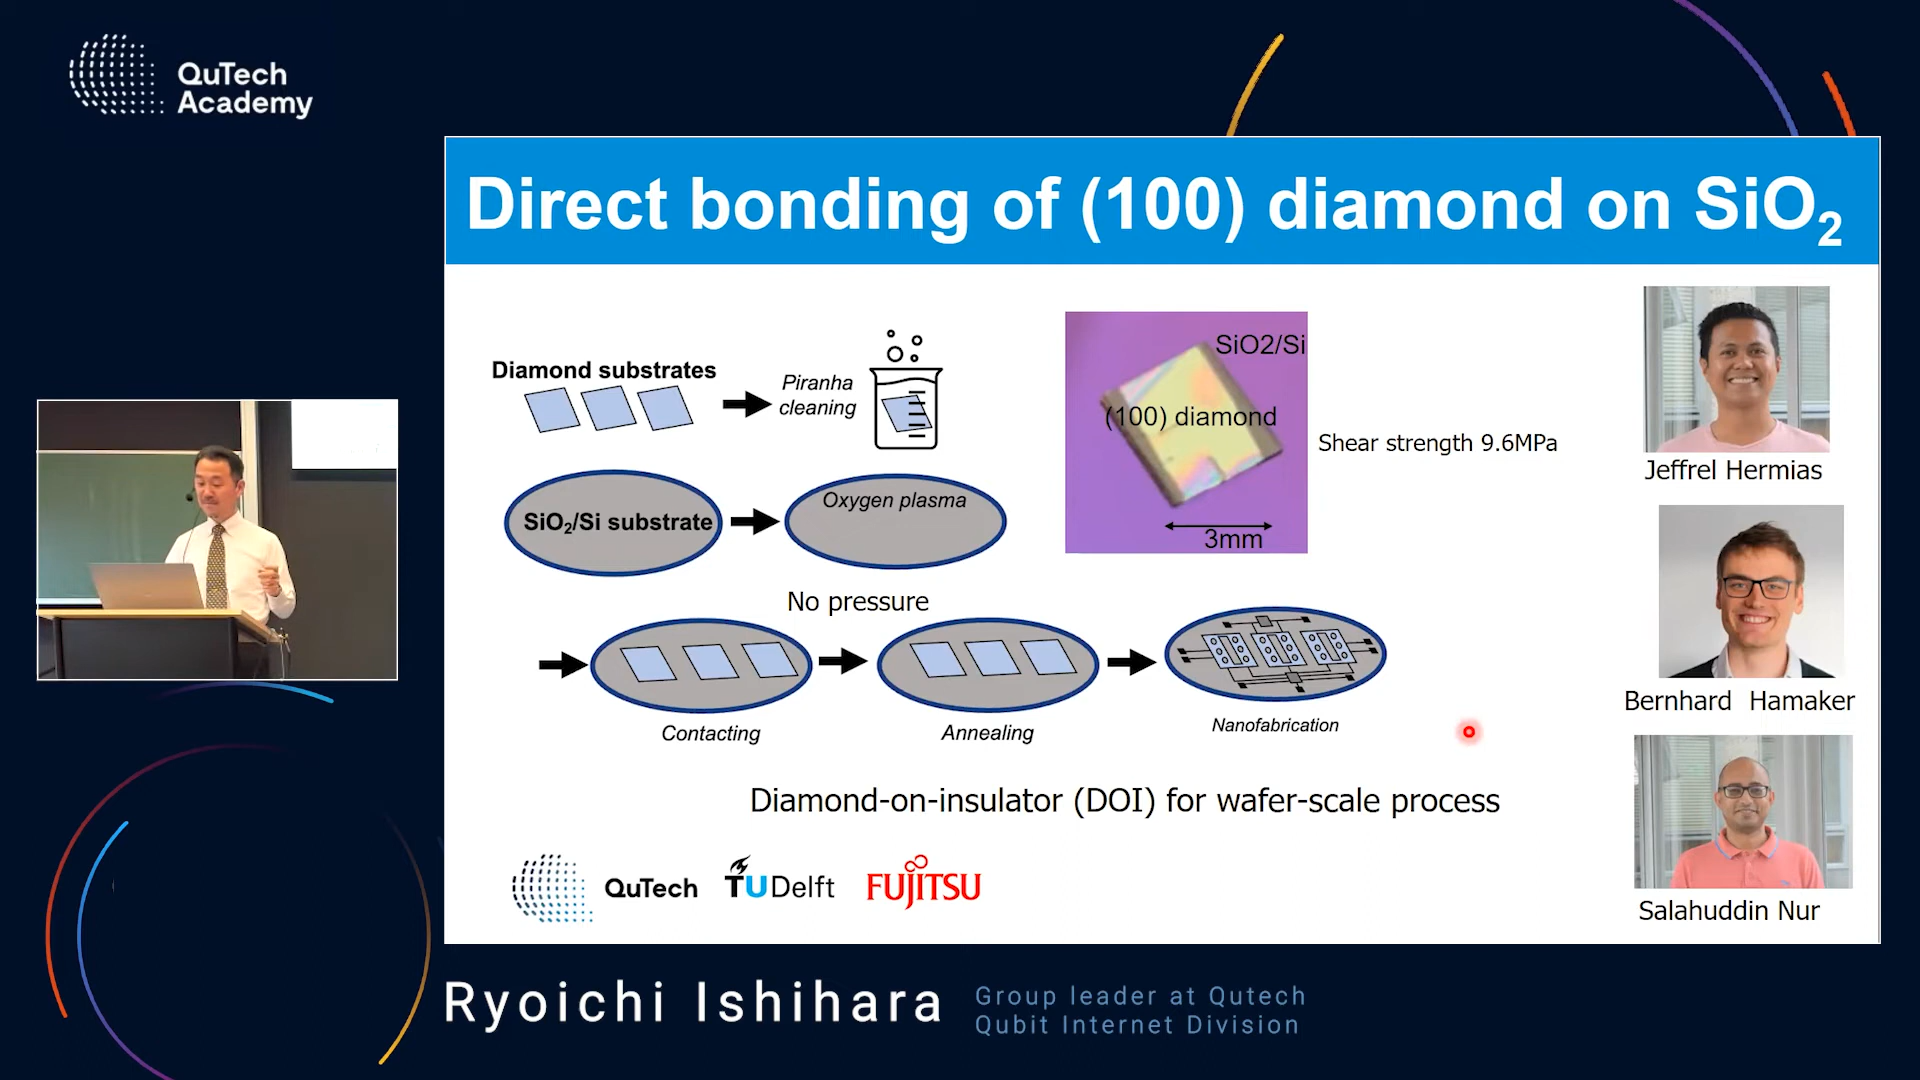 QuTech
Academy
Direct bonding of (100) diamond on SiO₂
Diamond substrates
Piranha
cleaning
SiO2/Si
(100) diamond
3mm
Shear strength 9.6MPa
SiO₂/Si substrate
Oxygen plasma
No pressure
Contacting
Annealing
Nanofabrication
Diamond-on-insulator (DOI) for wafer-scale process
Jeffrel Hermias
Bernhard Hamaker
Salahuddin Nur
QuTech
TUDelft
FUJITSU
Ryoichi Ishihara
Group leader at Qutech
Qubit Internet Division